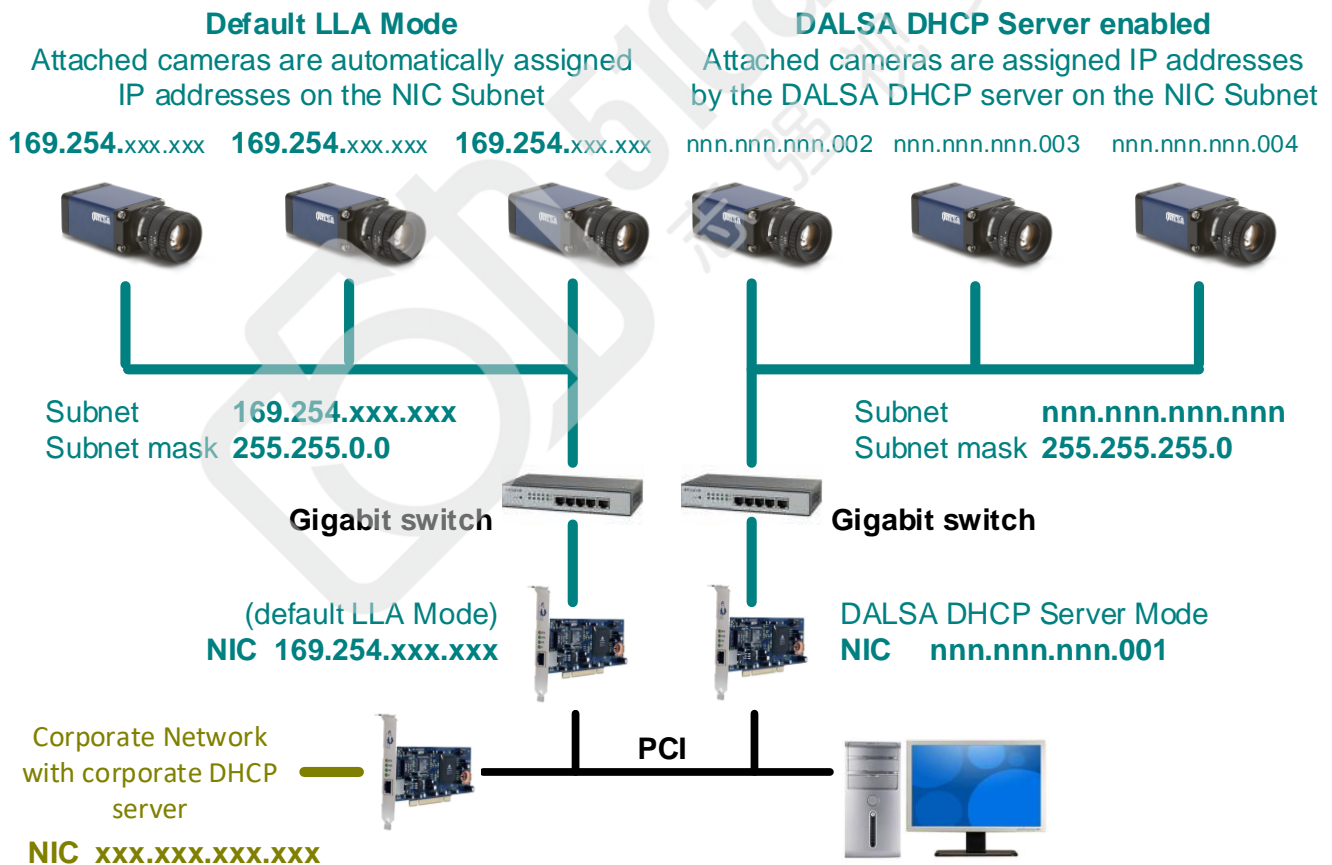 Default LLA Mode
Attached cameras are automatically assigned
IP addresses on the NIC Subnet
DALSA DHCP Server enabled
Attached cameras are assigned IP addresses
by the DALSA DHCP server on the NIC Subnet
169.254.xxx.xxx 169.254.xxx.xxx 169.254.xxx.xxx
nnn.nnn.nnn.002 nnn.nnn.nnn.003 nnn.nnn.nnn.004
Subnet 169.254.xxx.xxx
Subnet mask 255.255.0.0
Subnet nnn.nnn.nnn.nnn
Subnet mask 255.255.255.0
Gigabit switch
Gigabit switch
(default LLA Mode)
NIC 169.254.xxx.xxx
DALSA DHCP Server Mode
NIC nnn.nnn.nnn.001
PCI
Corporate Network
with corporate DHCP
server
NIC xxx.xxx.xxx.xxx